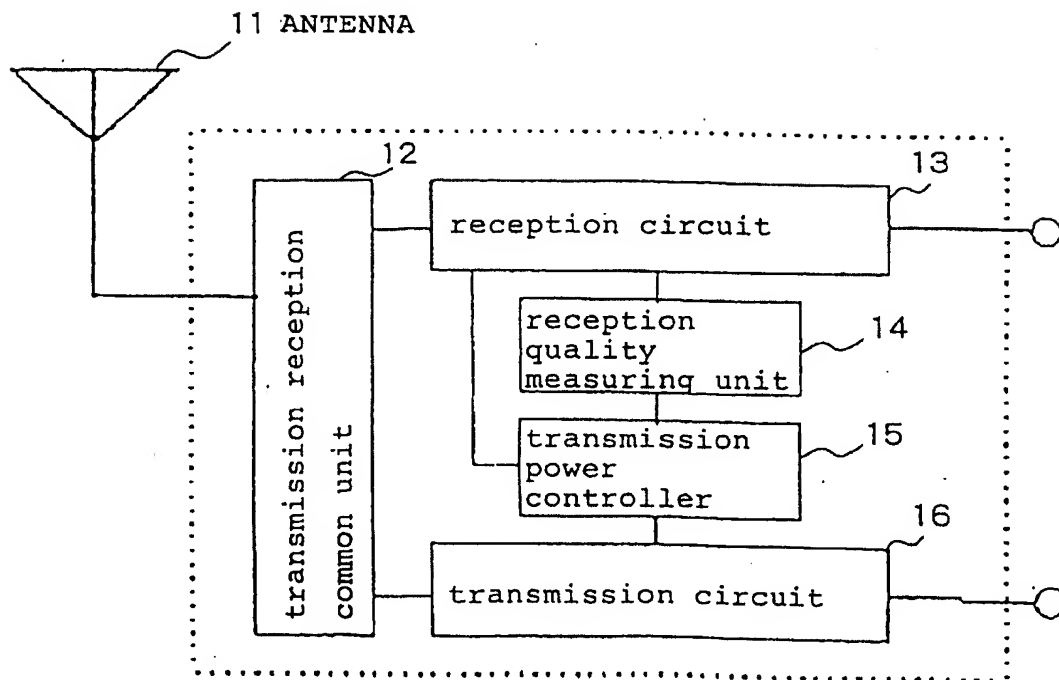 11 ANTENNA
12
13
transmission reception
common unit
reception circuit
reception
quality
measuring unit
14
transmission
power
controller
15
16
transmission circuit